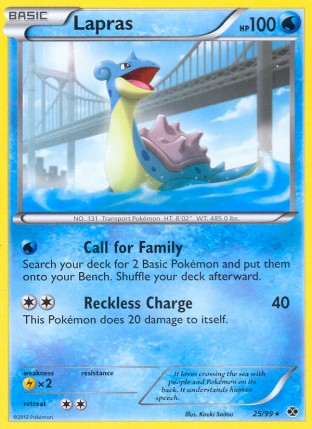 BASIC
Lapras
HP100
NO. 131 Transport Pokémon. HT: 8'02" WT: 485.0 lbs.
Call for Family
Search your deck for 2 Basic Pokémon and put them
onto your Bench. Shuffle your deck afterward.
Reckless Charge 40
This Pokémon does 20 damage to itself.
weakness resistance
×2
It loves crossing the sea with
people and Pokémon on its
back. It understands human
speech.
retreat
©2012 Pokémon
Illus. Kouki Saitou
25/99★